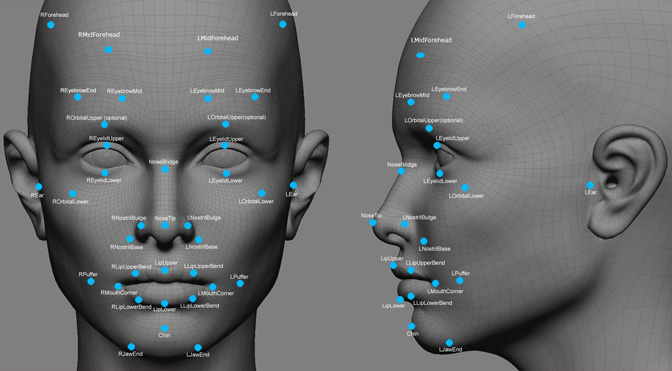 RForehead
LForehead
RMidForehead
LMidForehead
REyebrowEnd
REyebrowMid
LEyebrowMid
LEyebrowEnd
ROrbitalUpper (optional)
LOrbitalUpper(optional)
REyelidUpper
LEyelidUpper
NoseBridge
REyelidLower
LEyelidLower
REar
ROrbitalLower
LOrbitalLower
LEar
RNostrilBulge
NoseTip
LNostrilBulge
RNostrilBase
LNostrilBase
LipUpper
RLipUpperBend
LLipUpperBend
RPuffer
LPuffer
RMouthCorner
LMouthCorner
RLipLowerBend
LipLower
LLipLowerBend
Chin
RJawEnd
LJawEnd
LForehead
LMidForehead
LEyebrowMid
LEyebrowEnd
LOrbitalUpper(optional)
LEyelidUpper
NoseBridge
LEyelidLower
LOrbitalLower
LEar
NoseTip
LNostrilBulge
LNostrilBase
LipUpper
LLipUpperBend
LPuffer
LMouthCorner
LipLower
LLipLowerBend
Chin
LJawEnd